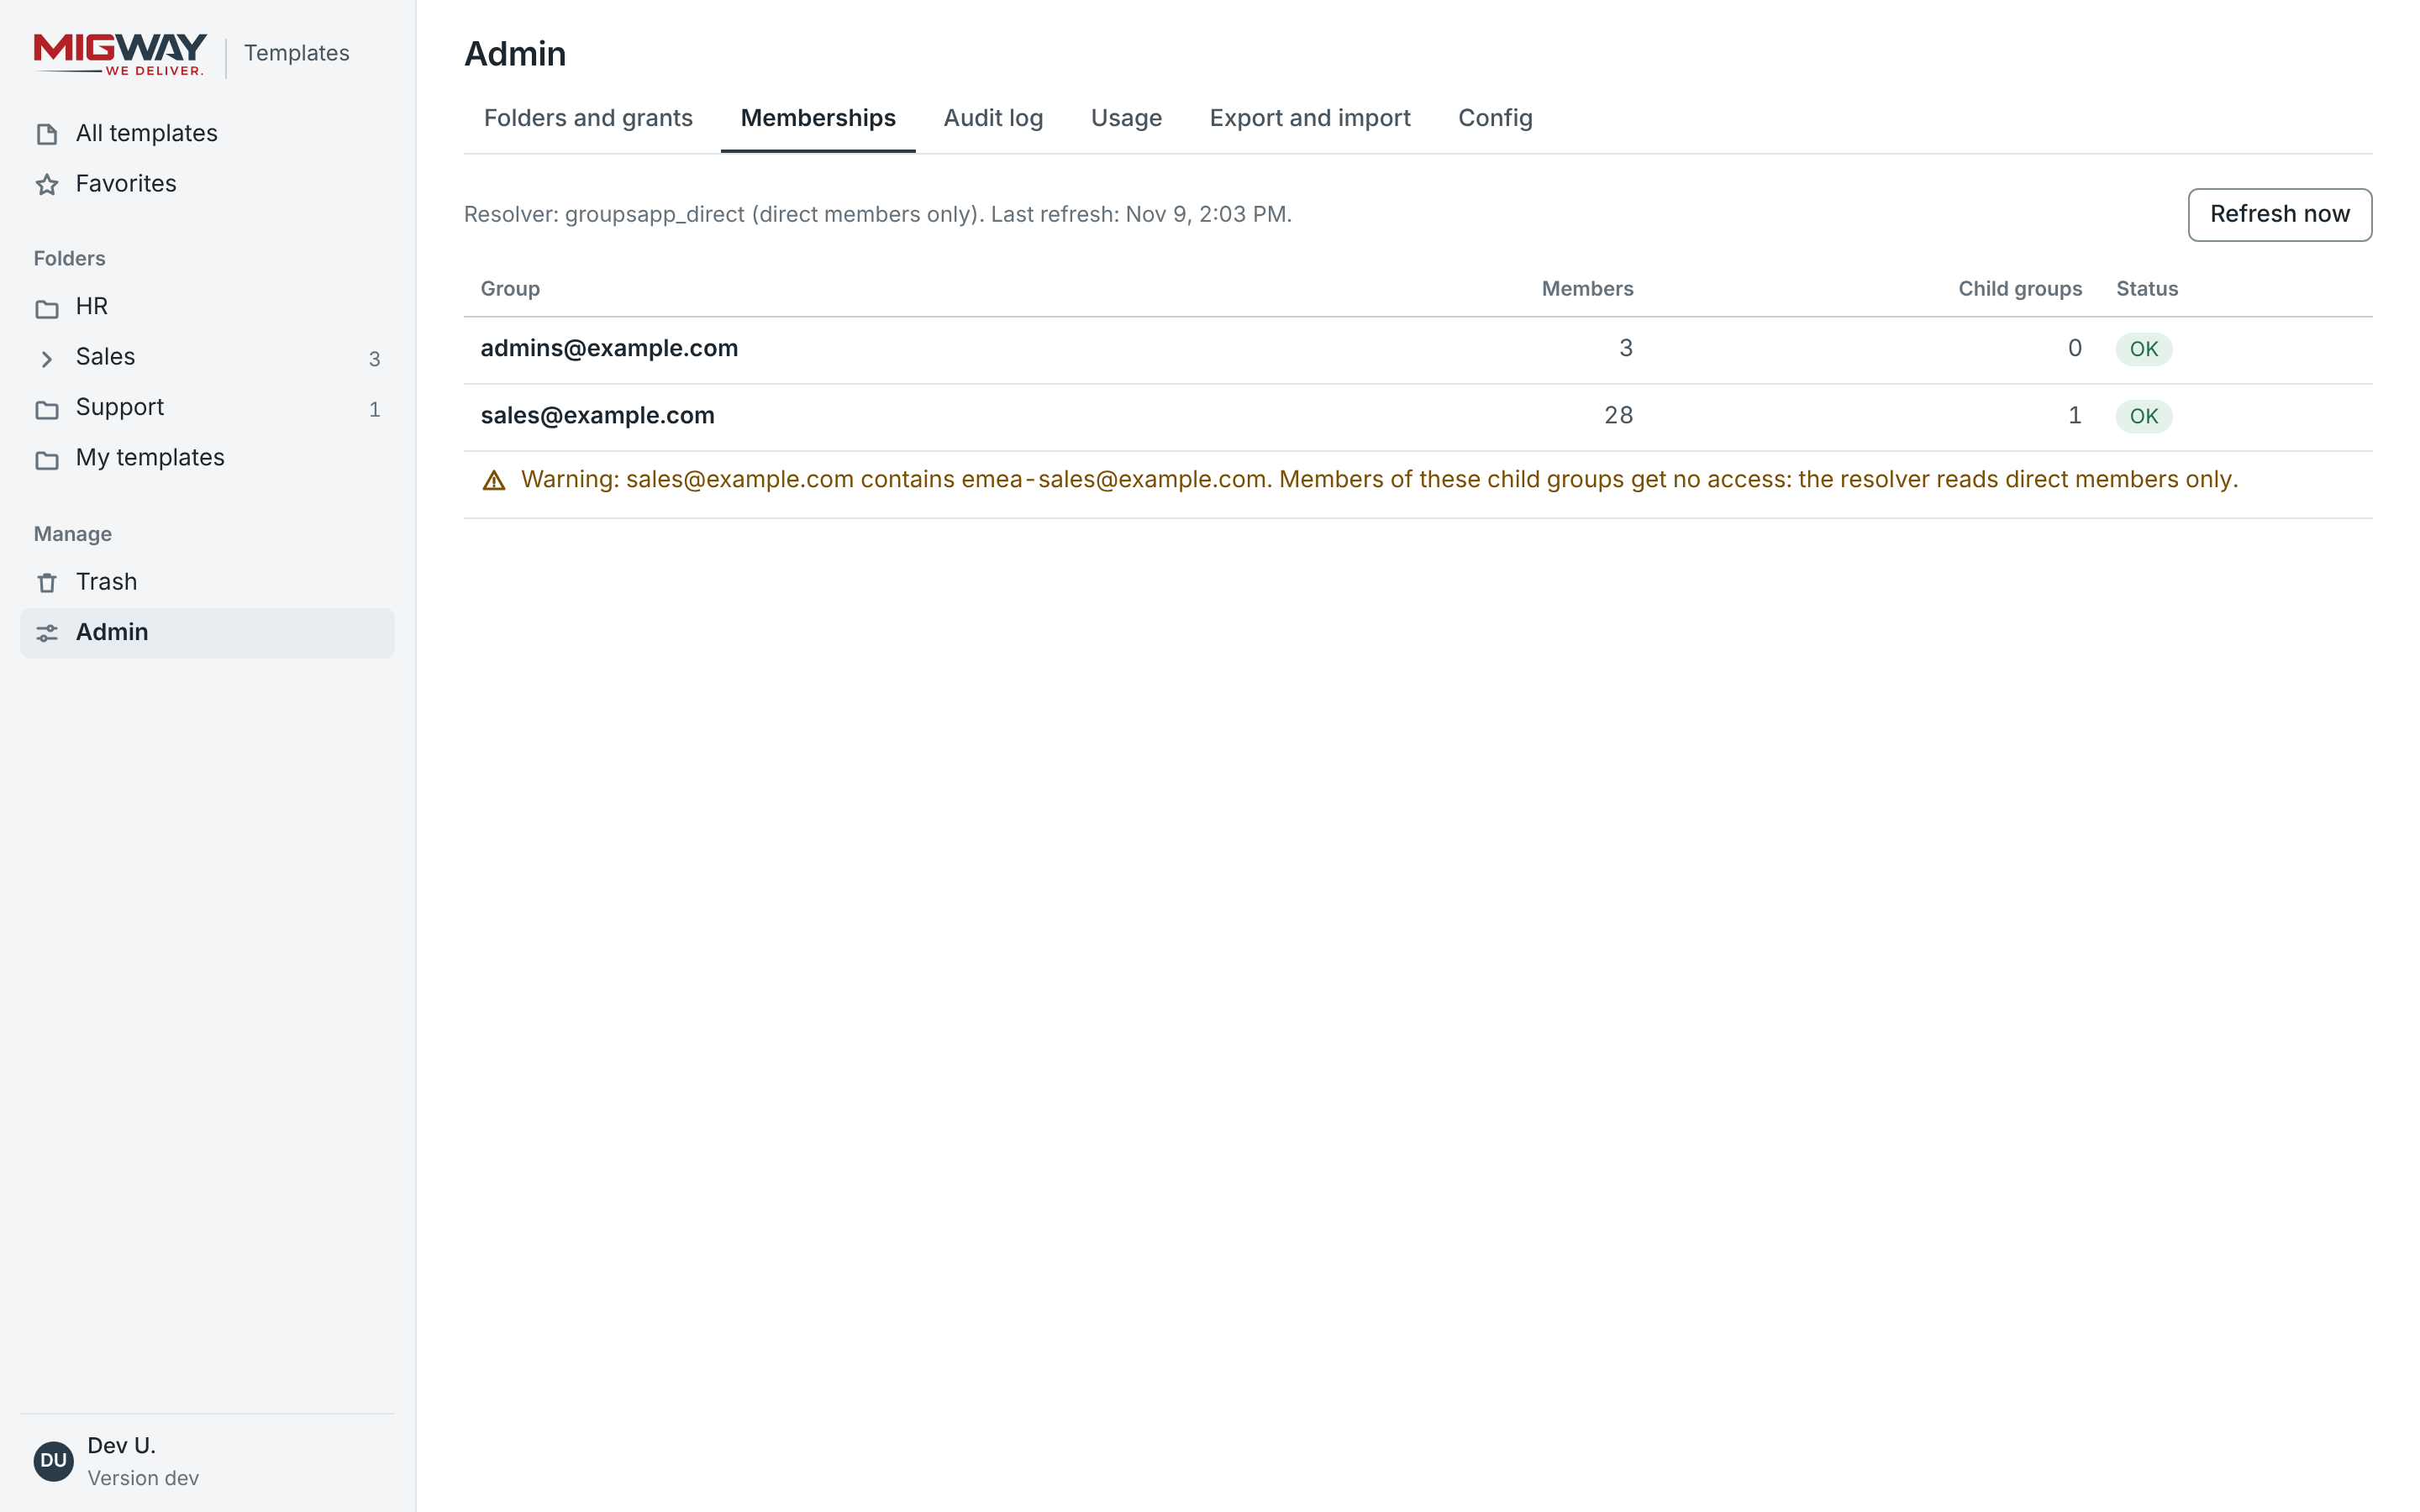 MIGWAY
WE DELIVER.
Templates
All templates
Favorites
Folders
HR
Sales 3
Support 1
My templates
Manage
Trash
Admin
DU
Dev U.
Version dev
Admin
Folders and grants Memberships Audit log Usage Export and import Config
Resolver: groupsapp_direct (direct members only). Last refresh: Nov 9, 2:03 PM.
Refresh now
Group Members Child groups Status
admins@example.com 3 0 OK
sales@example.com 28 1 OK
Warning: sales@example.com contains emea-sales@example.com. Members of these child groups get no access: the resolver reads direct members only.